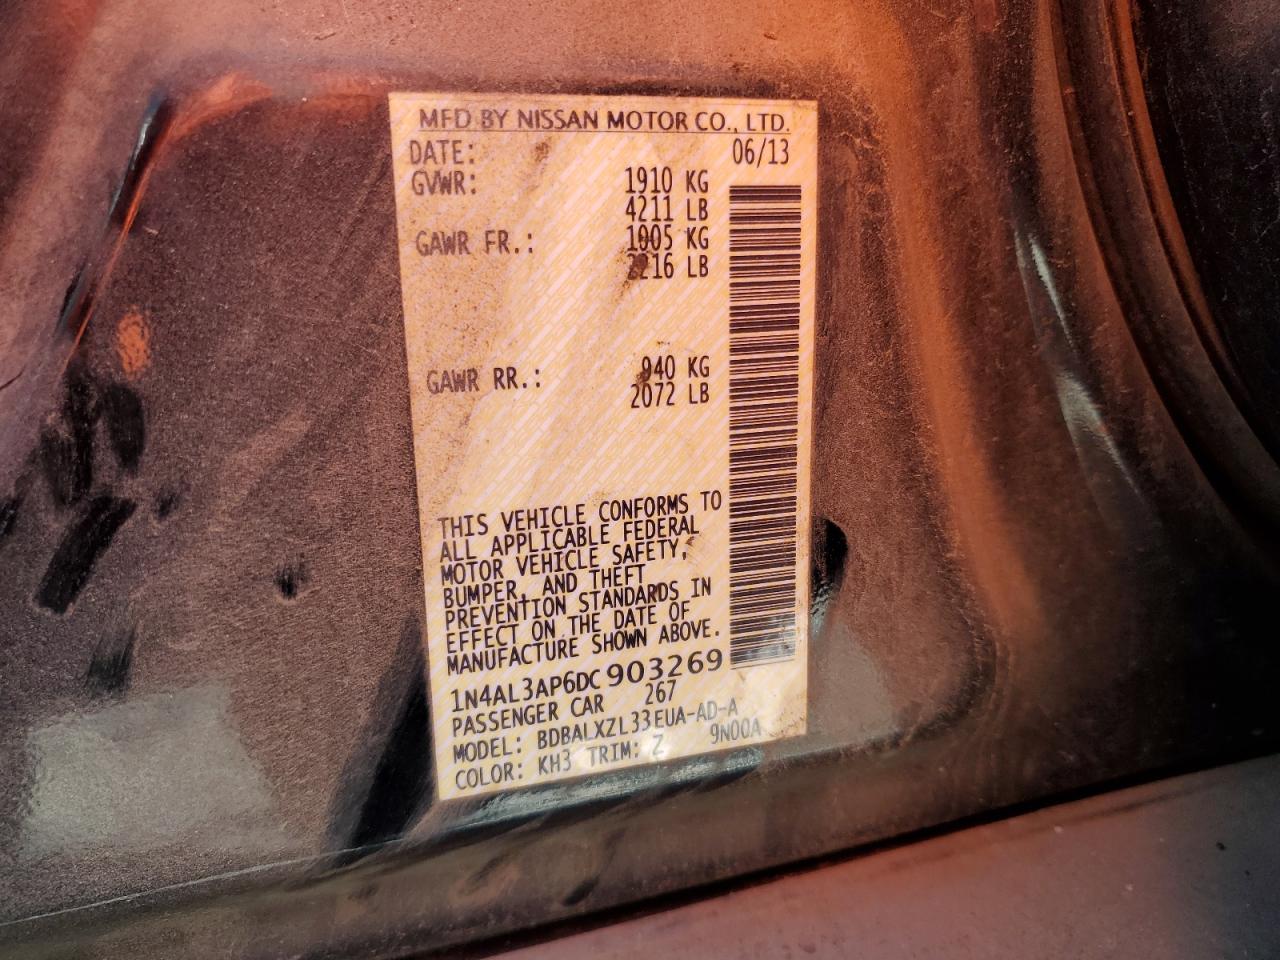 MFD BY NISSAN MOTOR CO., LTD.
DATE: 06/13
GVWR: 1910 KG
4211 LB
GAWR FR.: 1005 KG
2216 LB
GAWR RR.: 940 KG
2072 LB
THIS VEHICLE CONFORMS TO
ALL APPLICABLE FEDERAL
MOTOR VEHICLE SAFETY,
BUMPER, AND THEFT
PREVENTION STANDARDS IN
EFFECT ON THE DATE OF
MANUFACTURE SHOWN ABOVE.
1N4AL3AP6DC903269
PASSENGER CAR 267
MODEL: BDBALXZL33EUA-AD-A
COLOR: KH3 TRIM: Z 9N00A